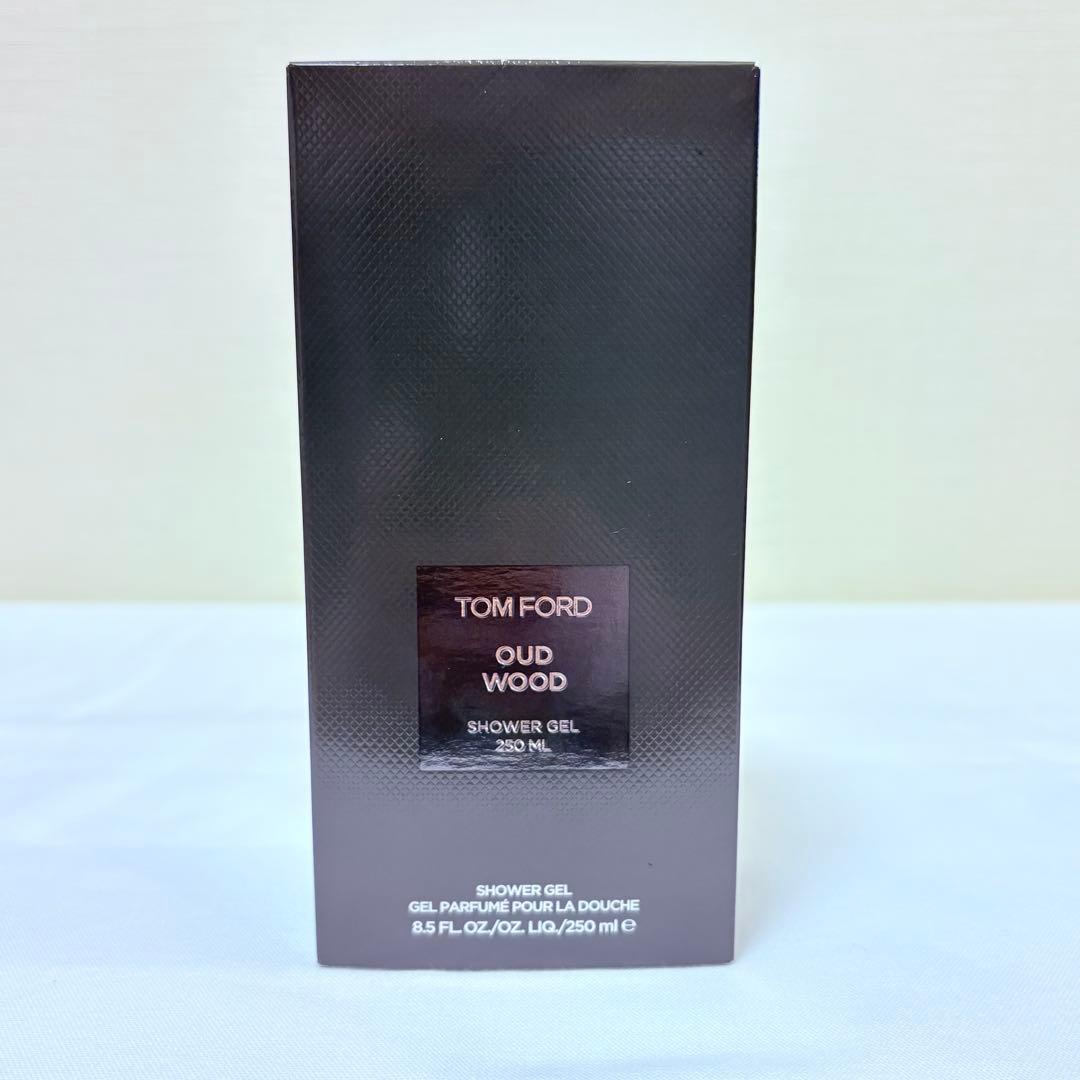 TOM FORD
OUD
WOOD
SHOWER GEL
250 ML
SHOWER GEL
GEL PARFUMÉ POUR LA DOUCHE
8.5 FL. OZ./OZ. LIQ./250 ml ℮